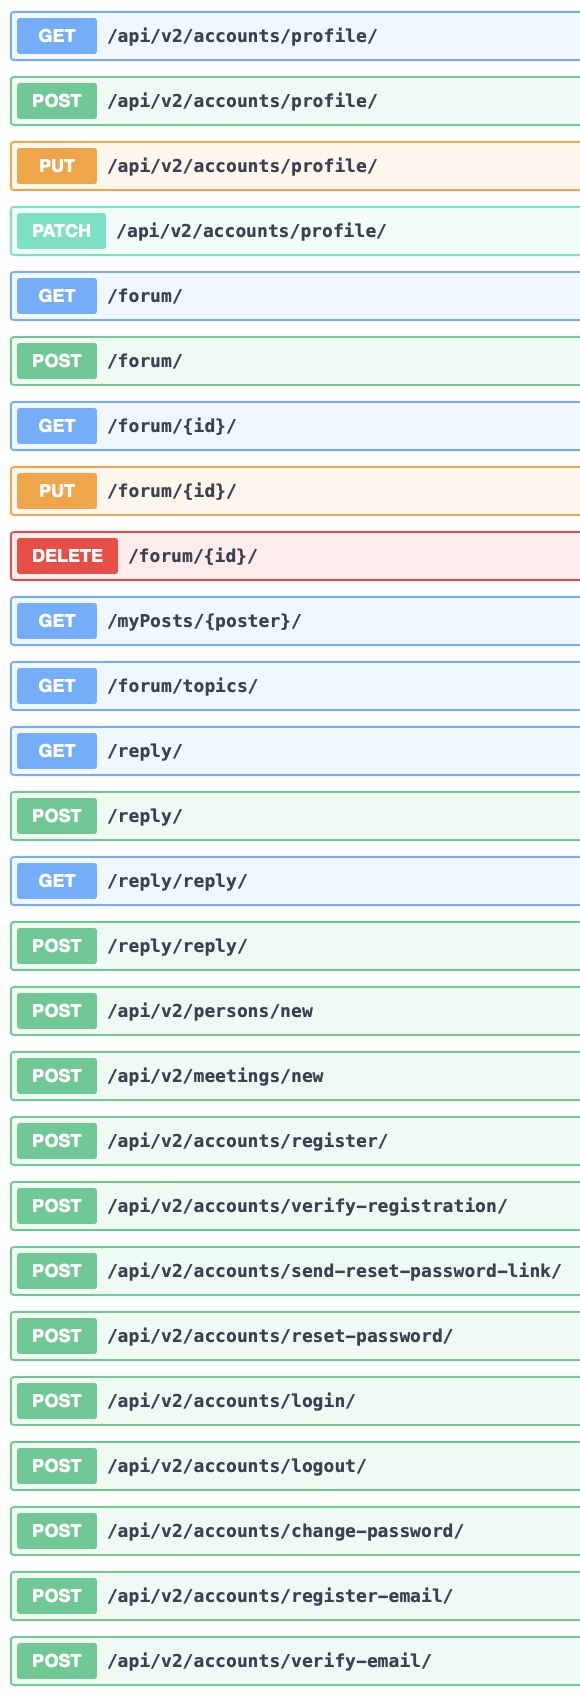 GET /api/v2/accounts/profile/
POST /api/v2/accounts/profile/
PUT /api/v2/accounts/profile/
PATCH /api/v2/accounts/profile/
GET /forum/
POST /forum/
GET /forum/{id}/
PUT /forum/{id}/
DELETE /forum/{id}/
GET /myPosts/{poster}/
GET /forum/topics/
GET /reply/
POST /reply/
GET /reply/reply/
POST /reply/reply/
POST /api/v2/persons/new
POST /api/v2/meetings/new
POST /api/v2/accounts/register/
POST /api/v2/accounts/verify-registration/
POST /api/v2/accounts/send-reset-password-link/
POST /api/v2/accounts/reset-password/
POST /api/v2/accounts/login/
POST /api/v2/accounts/logout/
POST /api/v2/accounts/change-password/
POST /api/v2/accounts/register-email/
POST /api/v2/accounts/verify-email/